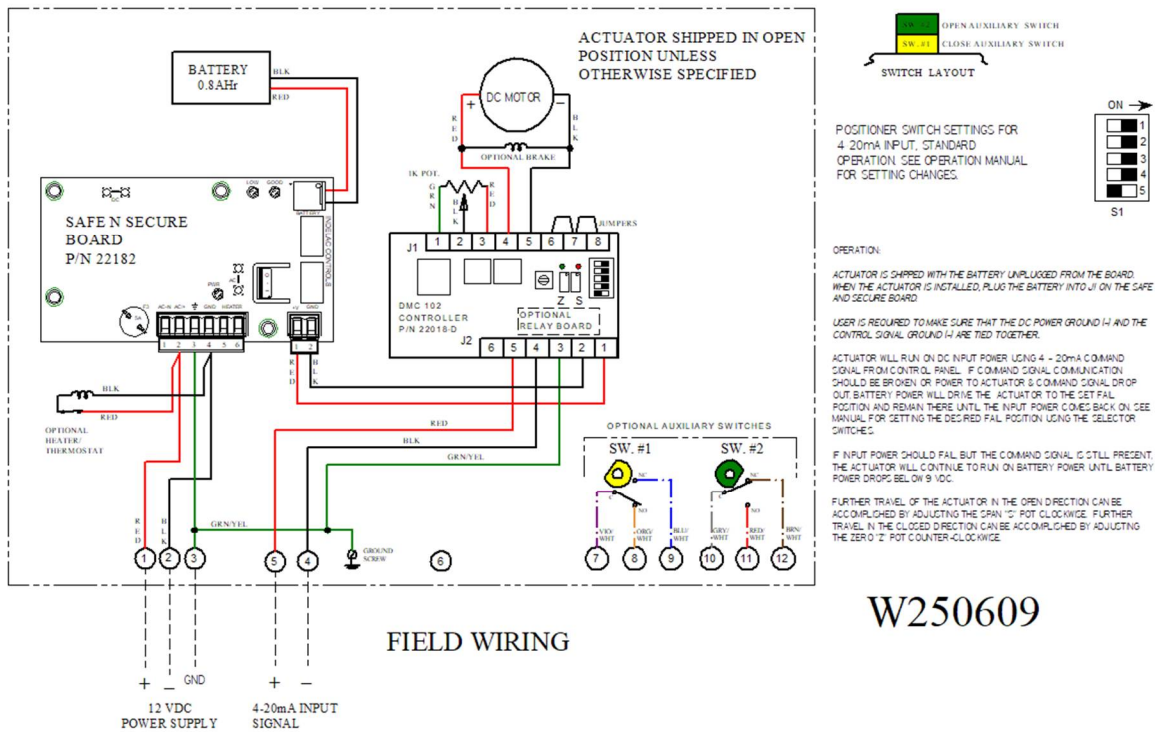 ACTUATOR SHIPPED IN OPEN
POSITION UNLESS
OTHERWISE SPECIFIED
BATTERY
0.8AHr
BLK
RED
DC MOTOR
+
–
RED
BLK
OPTIONAL BRAKE
1K POT.
GRN
BLK
RED
JUMPERS
SAFE N SECURE
BOARD
P/N 22182
DC
LOW
GOOD
BATTERY
INDELAC CONTROLS
PWR
AC
F3
5A
AC-N AC+ GND HEATER
+V GND
1 2 3 4 5 6
1 2
RED
BLK
J1
1 2 3 4 5 6 7 8
DMC 102
CONTROLLER
P/N 22018-D
Z S
OPTIONAL
RELAY BOARD
J2
6 5 4 3 2 1
BLK
RED
OPTIONAL
HEATER/
THERMOSTAT
RED
BLK
GRN/YEL
OPTIONAL AUXILIARY SWITCHES
SW. #1
SW. #2
NC
C
NO
NC
C
NO
VIO/
WHT
ORG/
WHT
BLU/
WHT
GRY/
WHT
RED/
WHT
BRN/
WHT
RED
BLK
GRN/YEL
GROUND
SCREW
1 2 3 5 4 6 7 8 9 10 11 12
FIELD WIRING
+ – GND
12 VDC
POWER SUPPLY
+ –
4-20mA INPUT
SIGNAL
SW. #2 OPEN AUXILIARY SWITCH
SW. #1 CLOSE AUXILIARY SWITCH
SWITCH LAYOUT
POSITIONER SWITCH SETTINGS FOR
4 20mA INPUT, STANDARD
OPERATION. SEE OPERATION MANUAL
FOR SETTING CHANGES.
ON
1
2
3
4
5
S1
OPERATION:
ACTUATOR IS SHIPPED WITH THE BATTERY UNPLUGGED FROM THE BOARD.
WHEN THE ACTUATOR IS INSTALLED, PLUG THE BATTERY INTO J1 ON THE SAFE
AND SECURE BOARD.
USER IS REQUIRED TO MAKE SURE THAT THE DC POWER GROUND (-) AND THE
CONTROL SIGNAL GROUND (-) ARE TIED TOGETHER.
ACTUATOR WILL RUN ON DC INPUT POWER USING 4 - 20mA COMMAND
SIGNAL FROM CONTROL PANEL. IF COMMAND SIGNAL COMMUNICATION
SHOULD BE BROKEN OR POWER TO ACTUATOR & COMMAND SIGNAL DROP
OUT, BATTERY POWER WILL DRIVE THE ACTUATOR TO THE SET FAIL
POSITION AND REMAIN THERE UNTIL THE INPUT POWER COMES BACK ON. SEE
MANUAL FOR SETTING THE DESIRED FAIL POSITION USING THE SELECTOR
SWITCHES.
IF INPUT POWER SHOULD FAIL BUT THE COMMAND SIGNAL IS STILL PRESENT,
THE ACTUATOR WILL CONTINUE TO RUN ON BATTERY POWER UNTIL BATTERY
POWER DROPS BELOW 9 VDC.
FURTHER TRAVEL OF THE ACTUATOR IN THE OPEN DIRECTION CAN BE
ACCOMPLISHED BY ADJUSTING THE SPAN "S" POT CLOCKWISE. FURTHER
TRAVEL IN THE CLOSED DIRECTION CAN BE ACCOMPLISHED BY ADJUSTING
THE ZERO "Z" POT COUNTER-CLOCKWISE.
W250609